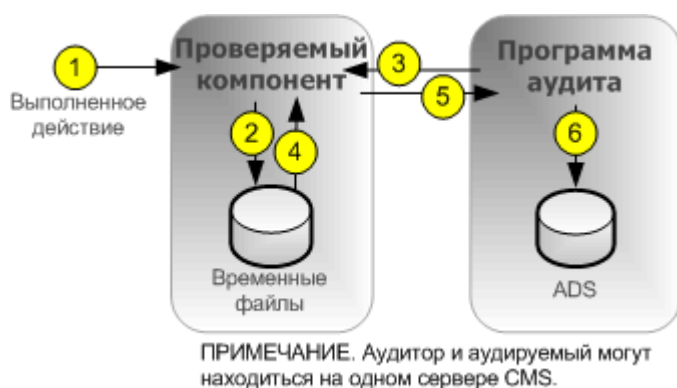 1
Выполненное
действие
Проверяемый
компонент
2
4
Временные
файлы
3
5
Программа
аудита
6
ADS
ПРИМЕЧАНИЕ. Аудитор и аудируемый могут
находиться на одном сервере CMS.